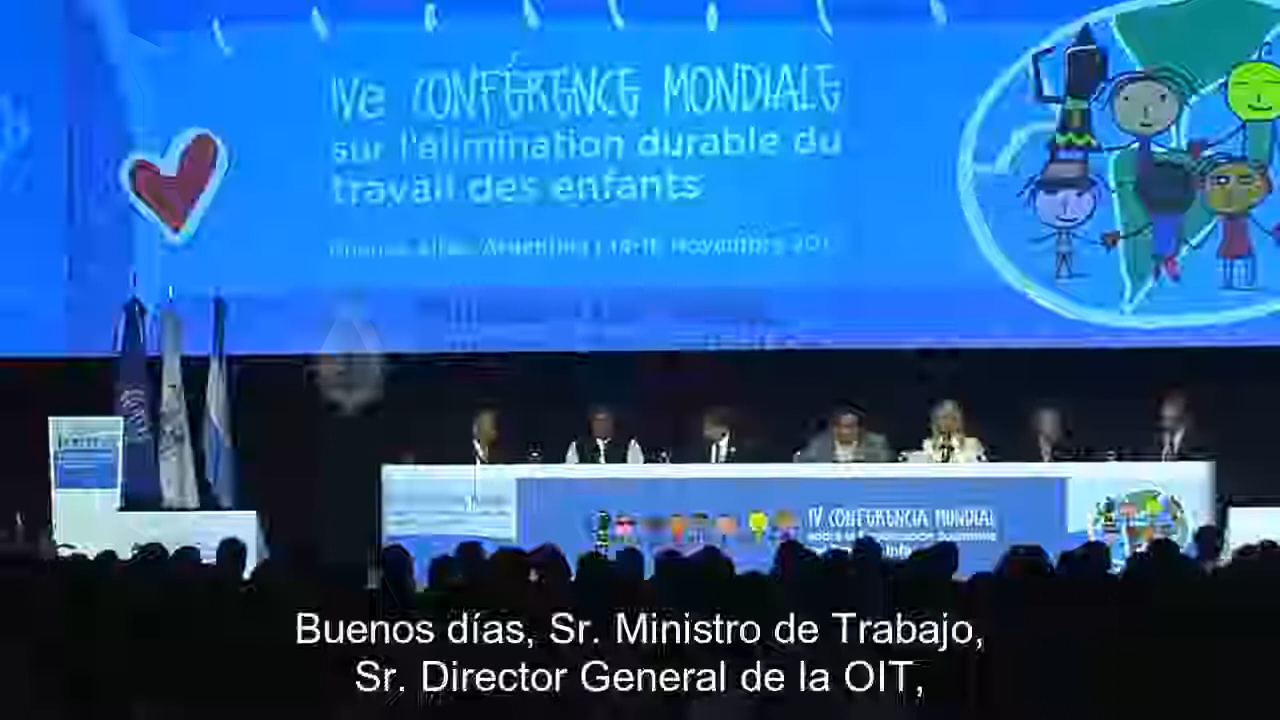 IVe CONFÉRENCE MONDIALE
sur l'élimination durable du
travail des enfants
IV CONFERENCIA MUNDIAL
Buenos días, Sr. Ministro de Trabajo,
Sr. Director General de la OIT,